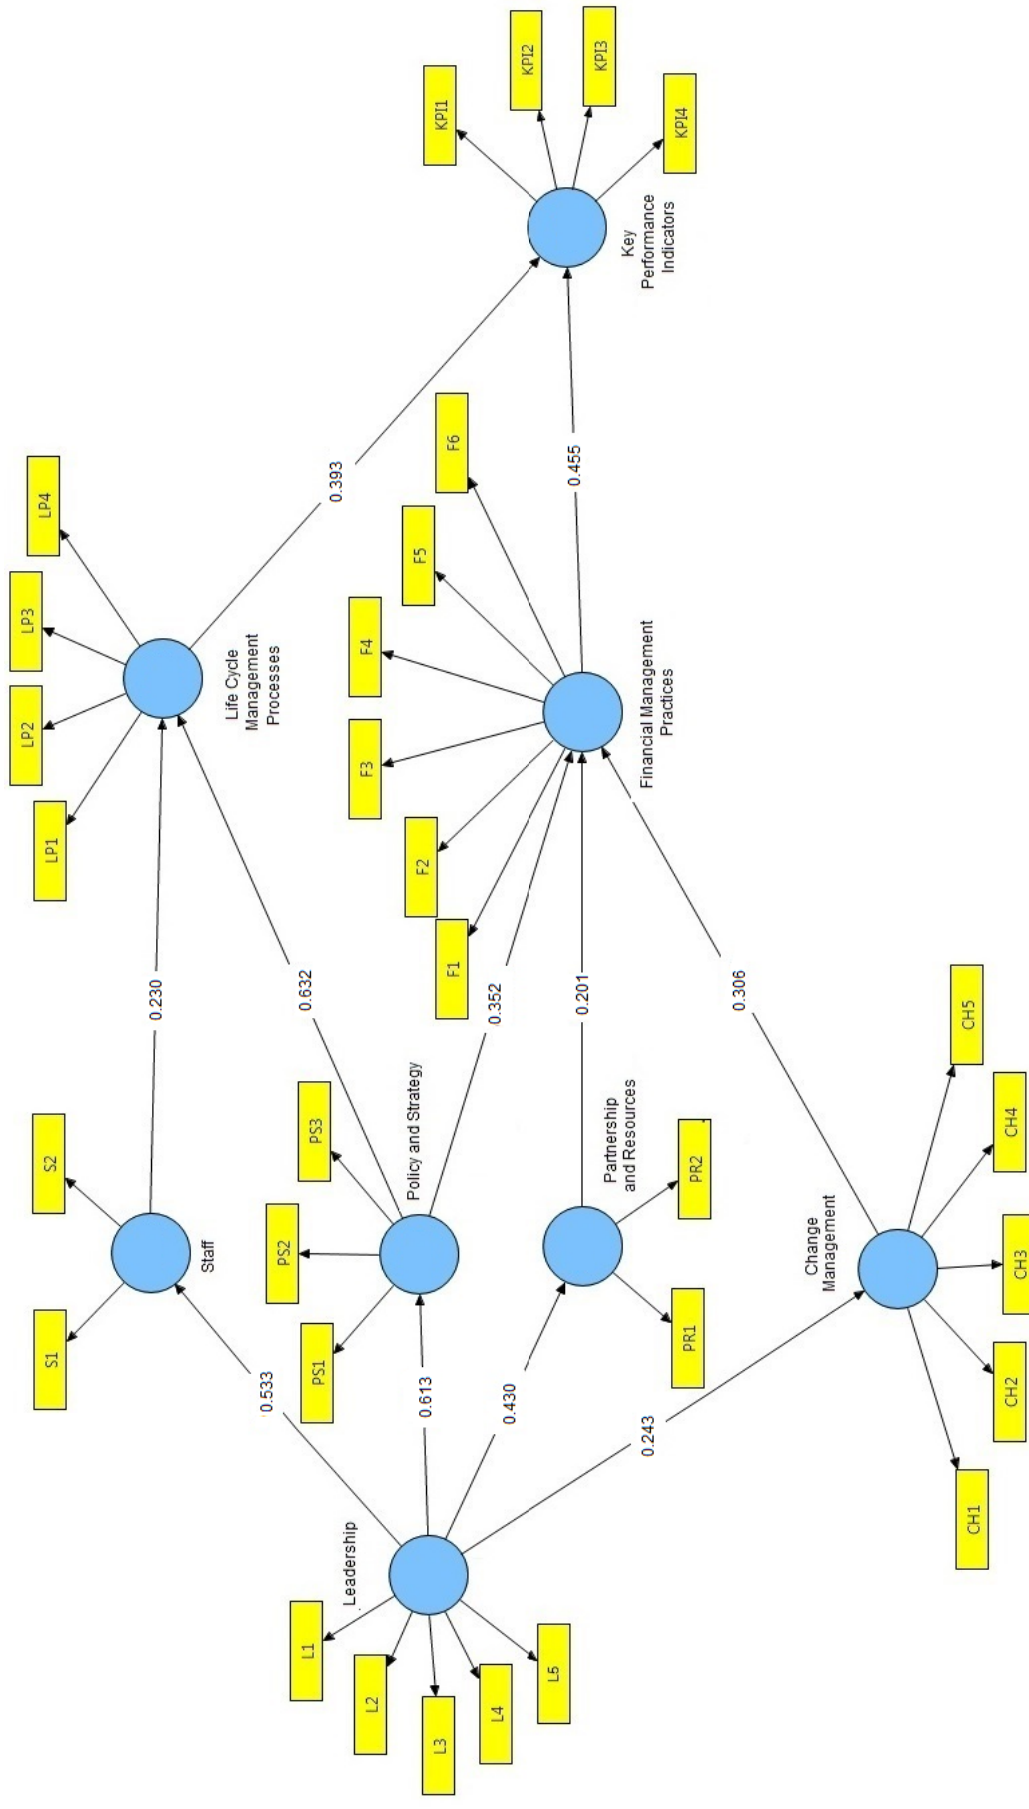 S1
S2
Staff
0.533
L1
L2
L3
L4
L5
Leadership
PS1
PS2
PS3
Policy and Strategy
0.613
0.430
0.243
PR1
PR2
Partnership
and Resources
CH1
CH2
CH3
CH4
CH5
Change
Management
0.230
0.632
0.352
0.201
0.306
LP1
LP2
LP3
LP4
Life Cycle
Management
Processes
F1
F2
F3
F4
F5
F6
Financial Management
Practices
0.393
0.455
KPI1
KPI2
KPI3
KPI4
Key
Performance
Indicators